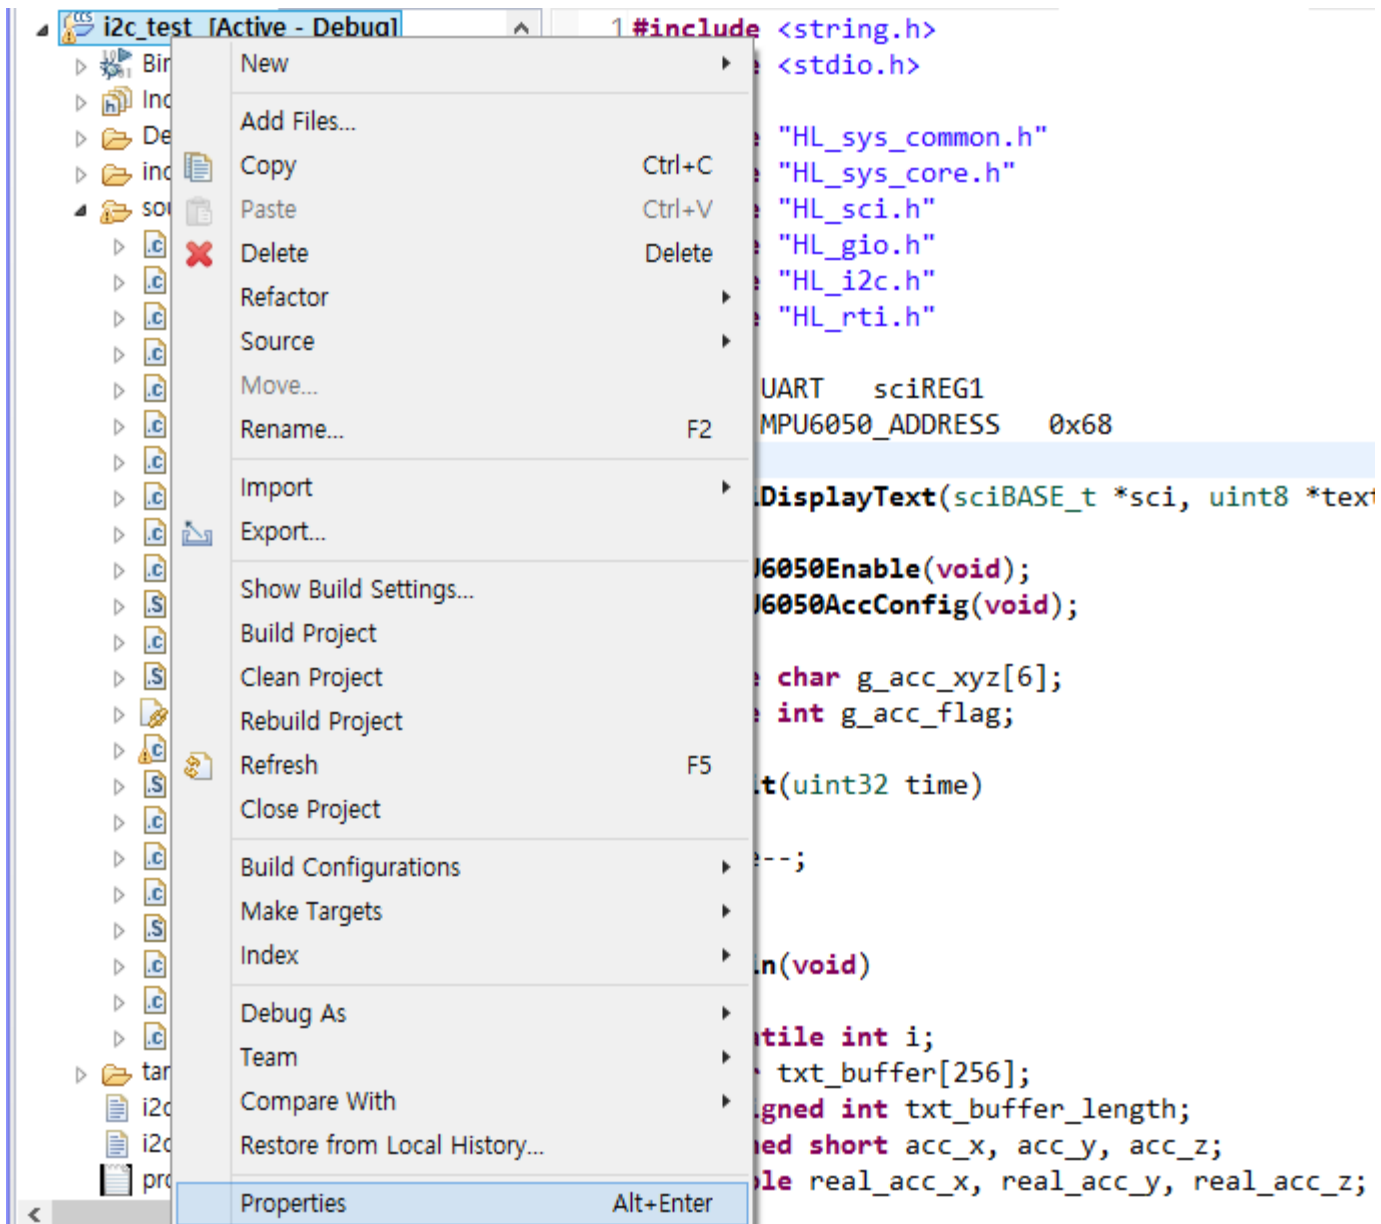 i2c_test [Active - Debug]
New
Add Files...
Copy Ctrl+C
Paste Ctrl+V
Delete Delete
Refactor
Source
Move...
Rename... F2
Import
Export...
Show Build Settings...
Build Project
Clean Project
Rebuild Project
Refresh F5
Close Project
Build Configurations
Make Targets
Index
Debug As
Team
Compare With
Restore from Local History...
Properties Alt+Enter
1 #include <string.h>
<stdio.h>
"HL_sys_common.h"
"HL_sys_core.h"
"HL_sci.h"
"HL_gio.h"
"HL_i2c.h"
"HL_rti.h"
UART sciREG1
MPU6050_ADDRESS 0x68
DisplayText(sciBASE_t *sci, uint8 *text
6050Enable(void);
6050AccConfig(void);
char g_acc_xyz[6];
int g_acc_flag;
t(uint32 time)
--;
n(void)
tile int i;
txt_buffer[256];
gned int txt_buffer_length;
ed short acc_x, acc_y, acc_z;
le real_acc_x, real_acc_y, real_acc_z;